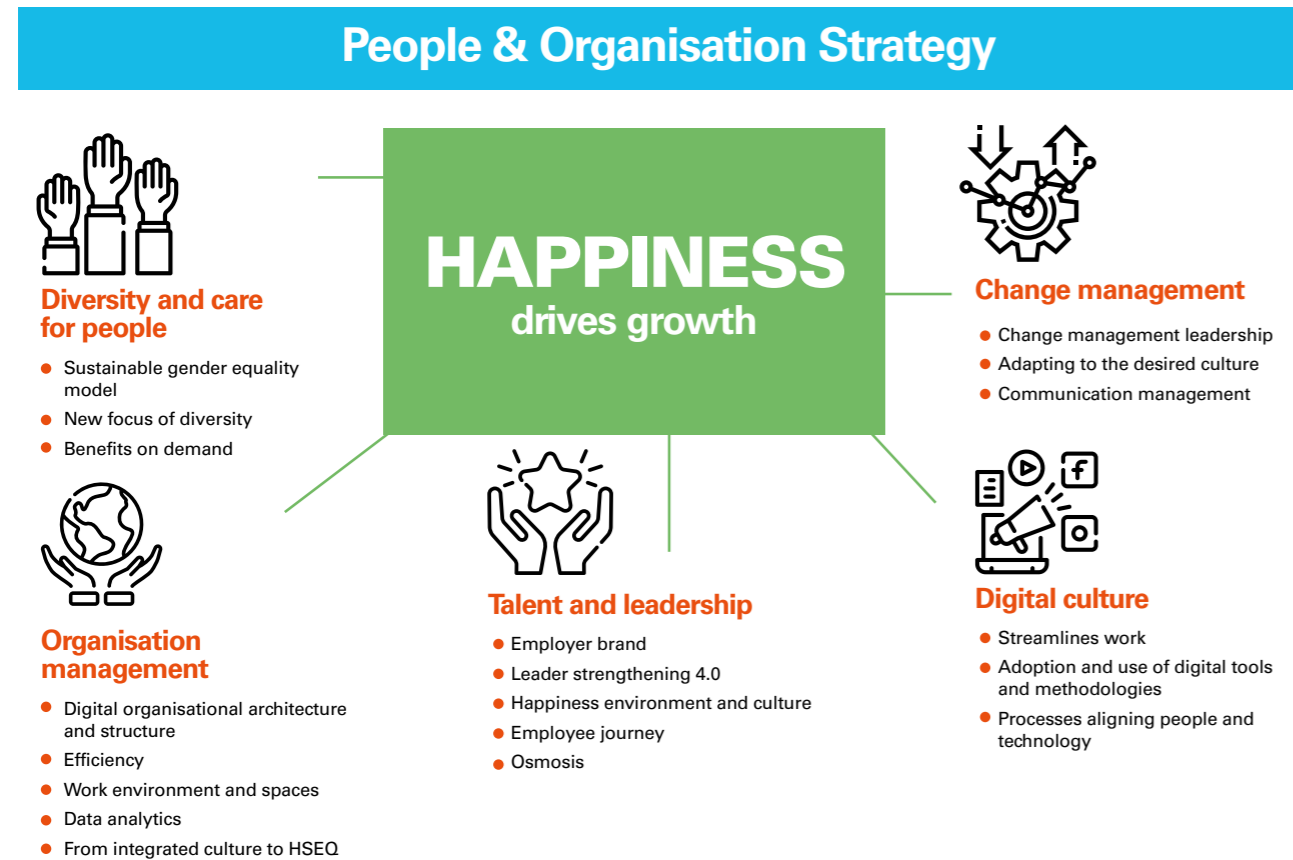 People & Organisation Strategy
HAPPINESS
drives growth
Diversity and care
for people
Sustainable gender equality
model
New focus of diversity
Benefits on demand
Organisation
management
Digital organisational architecture
and structure
Efficiency
Work environment and spaces
Data analytics
From integrated culture to HSEQ
Talent and leadership
Employer brand
Leader strengthening 4.0
Happiness environment and culture
Employee journey
Osmosis
Change management
Change management leadership
Adapting to the desired culture
Communication management
f
Digital culture
Streamlines work
Adoption and use of digital tools
and methodologies
Processes aligning people and
technology